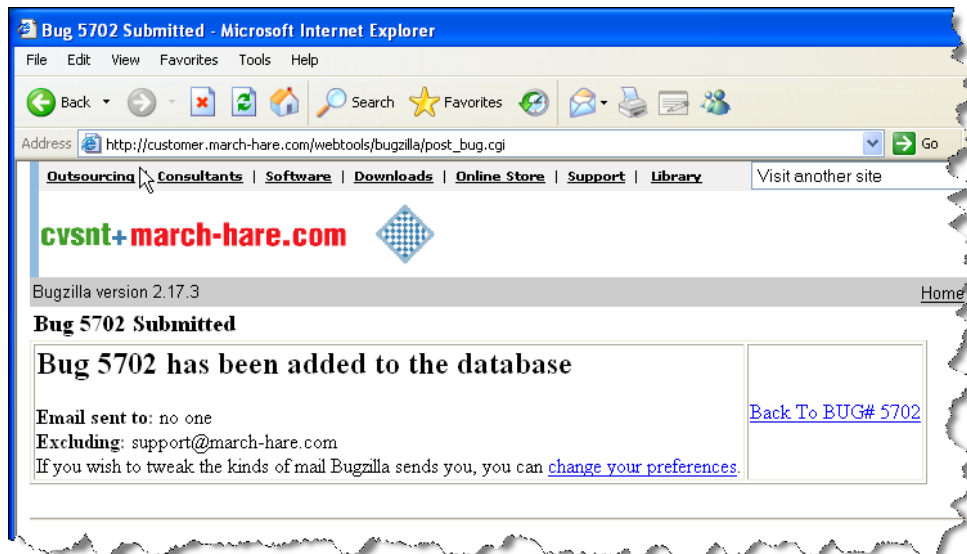 Bug 5702 Submitted - Microsoft Internet Explorer
File Edit View Favorites Tools Help
Back Search Favorites
Address http://customer.march-hare.com/webtools/bugzilla/post_bug.cgi Go
Outsourcing | Consultants | Software | Downloads | Online Store | Support | Library Visit another site
cvsnt+march-hare.com
Bugzilla version 2.17.3 Home
Bug 5702 Submitted
Bug 5702 has been added to the database
Email sent to: no one
Back To BUG# 5702
Excluding: support@march-hare.com
If you wish to tweak the kinds of mail Bugzilla sends you, you can change your preferences.